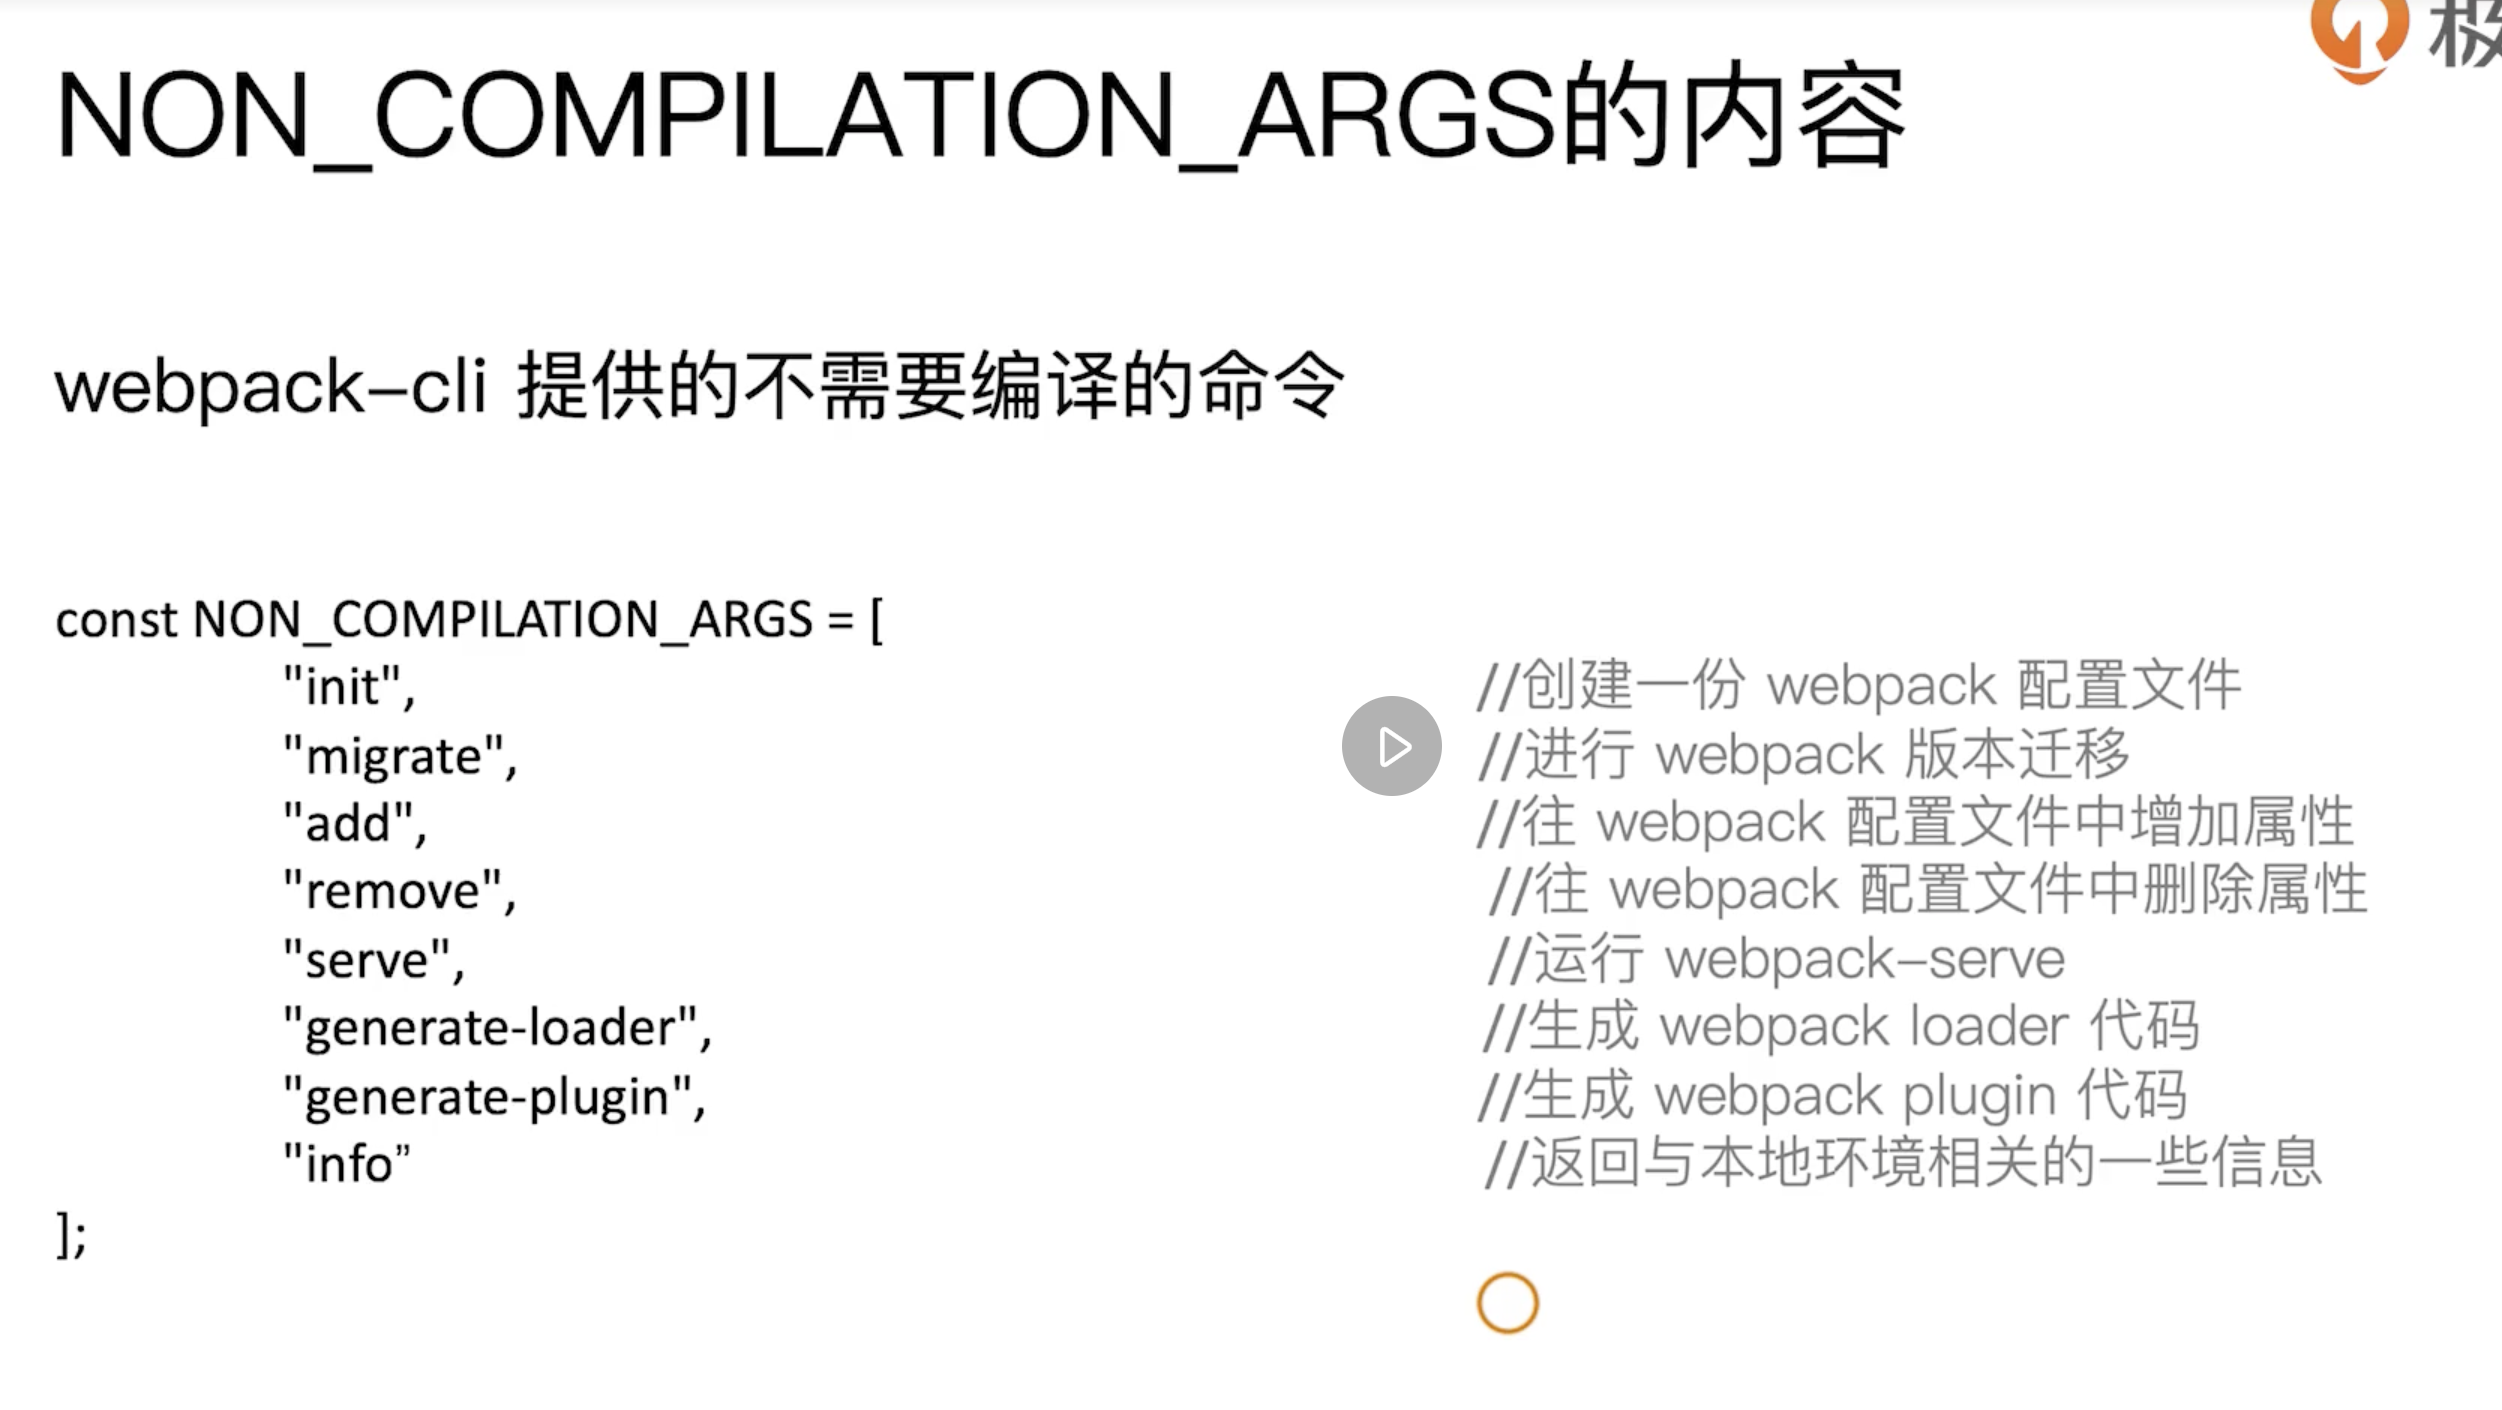 极
NON_COMPILATION_ARGS的内容
webpack-cli 提供的不需要编译的命令
const NON_COMPILATION_ARGS = [
"init", //创建一份 webpack 配置文件
"migrate", //进行 webpack 版本迁移
"add", //往 webpack 配置文件中增加属性
"remove", //往 webpack 配置文件中删除属性
"serve", //运行 webpack-serve
"generate-loader", //生成 webpack loader 代码
"generate-plugin", //生成 webpack plugin 代码
"info” //返回与本地环境相关的一些信息
];